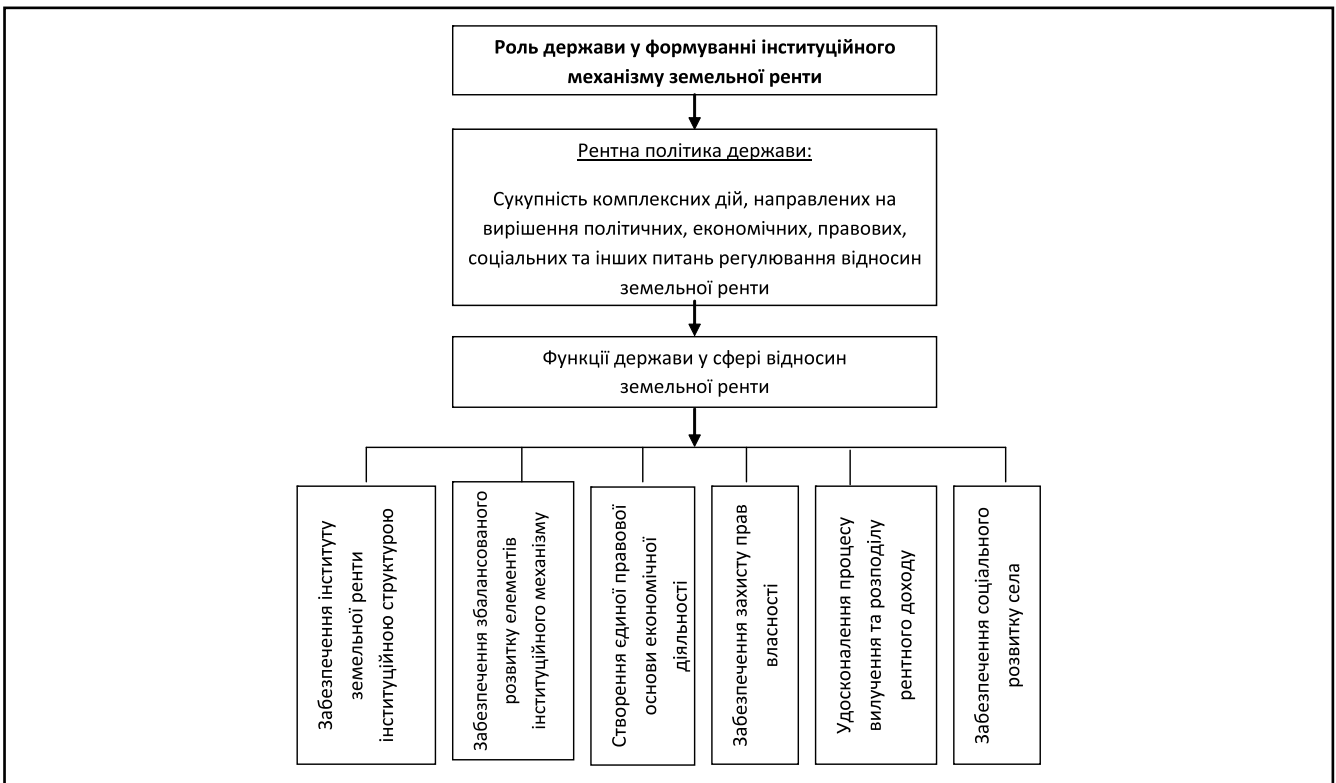 Роль держави у формуванні інституційного
механізму земельної ренти
Рентна політика держави:
Сукупність комплексних дій, направлених на
вирішення політичних, економічних, правових,
соціальних та інших питань регулювання відносин
земельної ренти
Функції держави у сфері відносин
земельної ренти
Забезпечення інституту
земельної ренти
інституційною структурою
Забезпечення збалансованого
розвитку елементів
інституційного механізму
Створення єдиної правової
основи економічної
діяльності
Забезпечення захисту прав
власності
Удосконалення процесу
вилучення та розподілу
рентного доходу
Забезпечення соціального
розвитку села